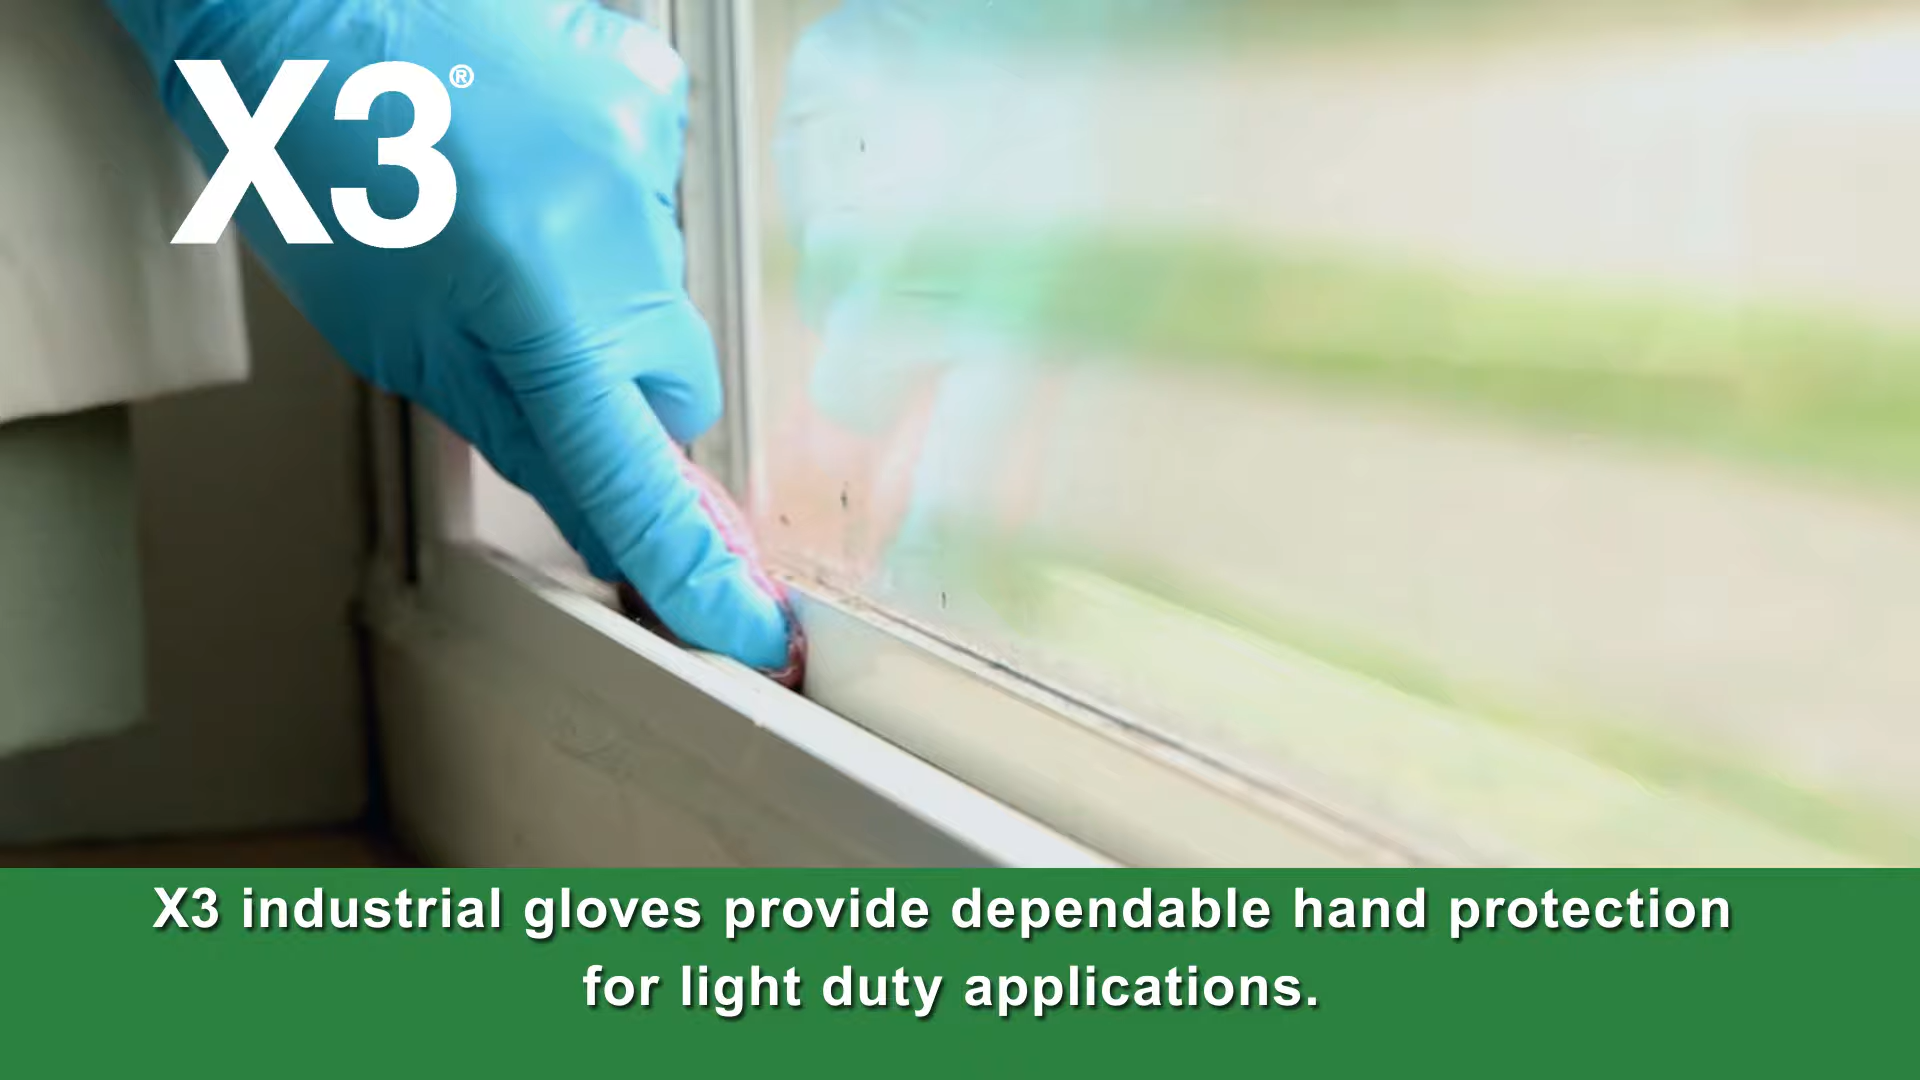 X3®
X3 industrial gloves provide dependable hand protection
for light duty applications.